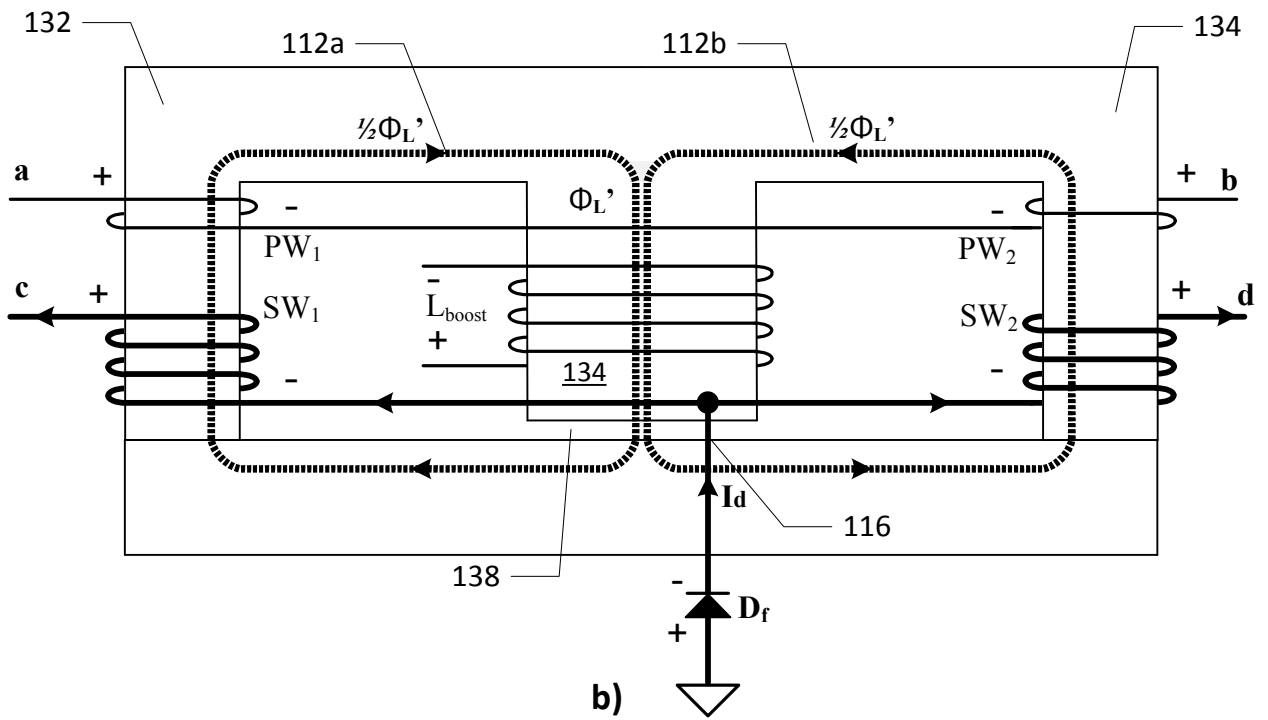 132
112a
112b
134
½ΦL’
½ΦL’
a
+
+
b
-
ΦL’
-
PW1
PW2
c
+
SW1
-
Lboost
+
SW2
+
d
-
134
-
Id
116
138
-
Df
+
b)